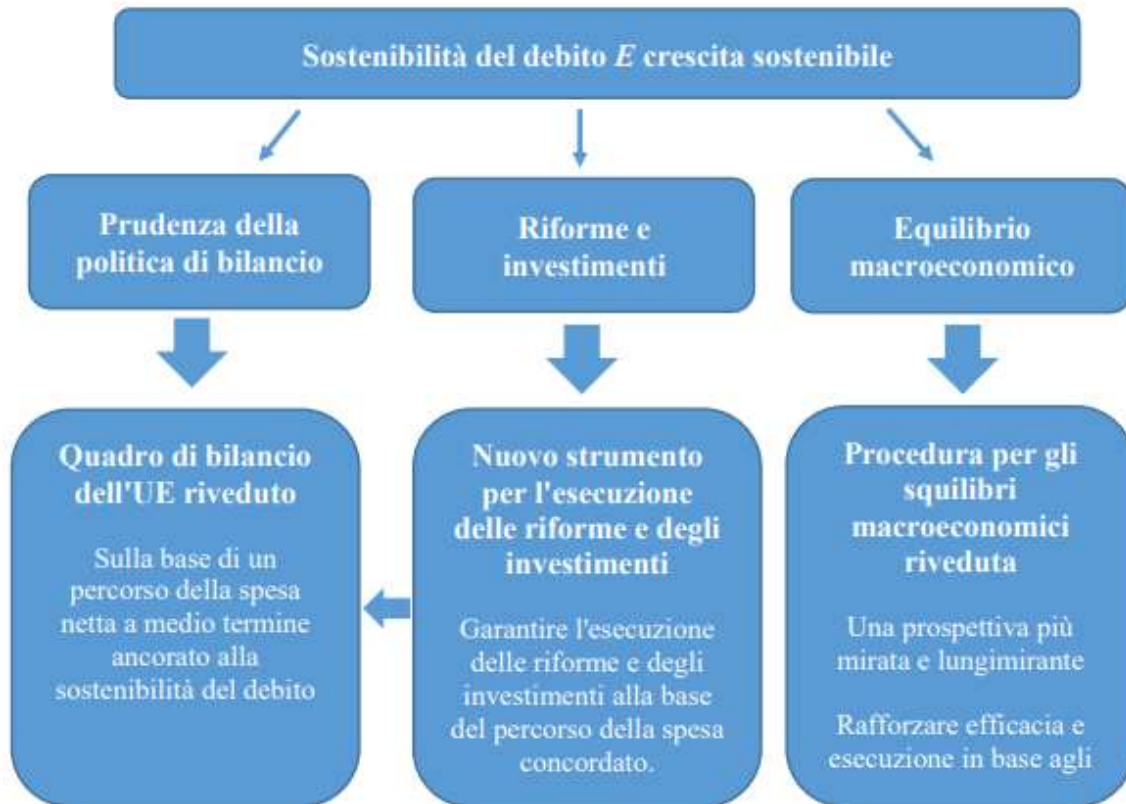 Sostenibilità del debito E crescita sostenibile
Prudenza della
politica di bilancio
Riforme e
investimenti
Equilibrio
macroeconomico
Quadro di bilancio
dell'UE riveduto
Sulla base di un
percorso della spesa
netta a medio termine
ancorato alla
sostenibilità del debito
Nuovo strumento
per l'esecuzione
delle riforme e degli
investimenti
Garantire l'esecuzione
delle riforme e degli
investimenti alla base
del percorso della spesa
concordato.
Procedura per gli
squilibri
macroeconomici
riveduta
Una prospettiva più
mirata e lungimirante
Rafforzare efficacia e
esecuzione in base agli